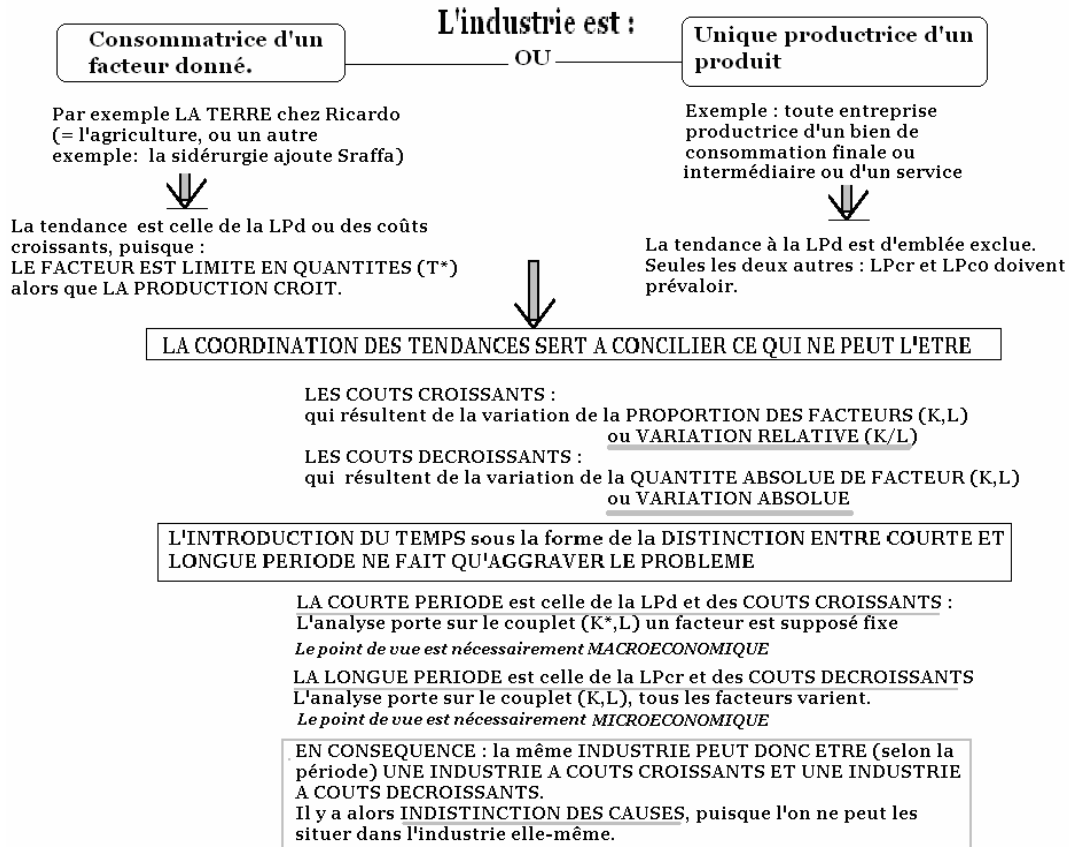 L'industrie est :
Consommatrice d'un
facteur donné.
OU
Unique productrice d'un
produit
Par exemple LA TERRE chez Ricardo
(= l'agriculture, ou un autre
exemple: la sidérurgie ajoute Sraffa)
Exemple : toute entreprise
productrice d'un bien de
consommation finale ou
intermédiaire ou d'un service
La tendance est celle de la LPd ou des coûts
croissants, puisque :
LE FACTEUR EST LIMITE EN QUANTITES (T*)
alors que LA PRODUCTION CROIT.
La tendance à la LPd est d'emblée exclue.
Seules les deux autres : LPcr et LPco doivent
prévaloir.
LA COORDINATION DES TENDANCES SERT A CONCILIER CE QUI NE PEUT L'ETRE
LES COUTS CROISSANTS :
qui résultent de la variation de la PROPORTION DES FACTEURS (K,L)
ou VARIATION RELATIVE (K/L)
LES COUTS DECROISSANTS :
qui résultent de la variation de la QUANTITE ABSOLUE DE FACTEUR (K,L)
ou VARIATION ABSOLUE
L'INTRODUCTION DU TEMPS sous la forme de la DISTINCTION ENTRE COURTE ET
LONGUE PERIODE NE FAIT QU'AGGRAVER LE PROBLEME
LA COURTE PERIODE est celle de la LPd et des COUTS CROISSANTS :
L'analyse porte sur le couplet (K*,L) un facteur est supposé fixe
Le point de vue est nécessairement MACROECONOMIQUE
LA LONGUE PERIODE est celle de la LPcr et des COUTS DECROISSANTS
L'analyse porte sur le couplet (K,L), tous les facteurs varient.
Le point de vue est nécessairement MICROECONOMIQUE
EN CONSEQUENCE : la même INDUSTRIE PEUT DONC ETRE (selon la
période) UNE INDUSTRIE A COUTS CROISSANTS ET UNE INDUSTRIE
A COUTS DECROISSANTS.
Il y a alors INDISTINCTION DES CAUSES, puisque l'on ne peut les
situer dans l'industrie elle-même.